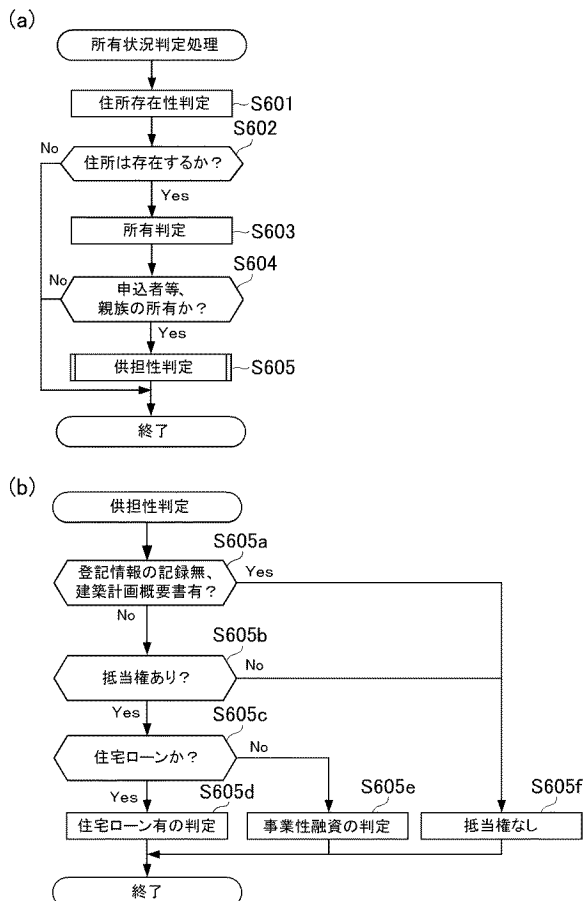 (a)
所有状況判定処理
住所存在性判定
S601
S602
住所は存在するか？
No
Yes
所有判定
S603
S604
申込者等、
親族の所有か？
No
Yes
供担性判定
S605
終了
(b)
供担性判定
S605a
登記情報の記録無、
建築計画概要書有？
Yes
No
S605b
抵当権あり？
No
Yes
S605c
住宅ローンか？
No
Yes
S605d
住宅ローン有の判定
S605e
事業性融資の判定
S605f
抵当権なし
終了